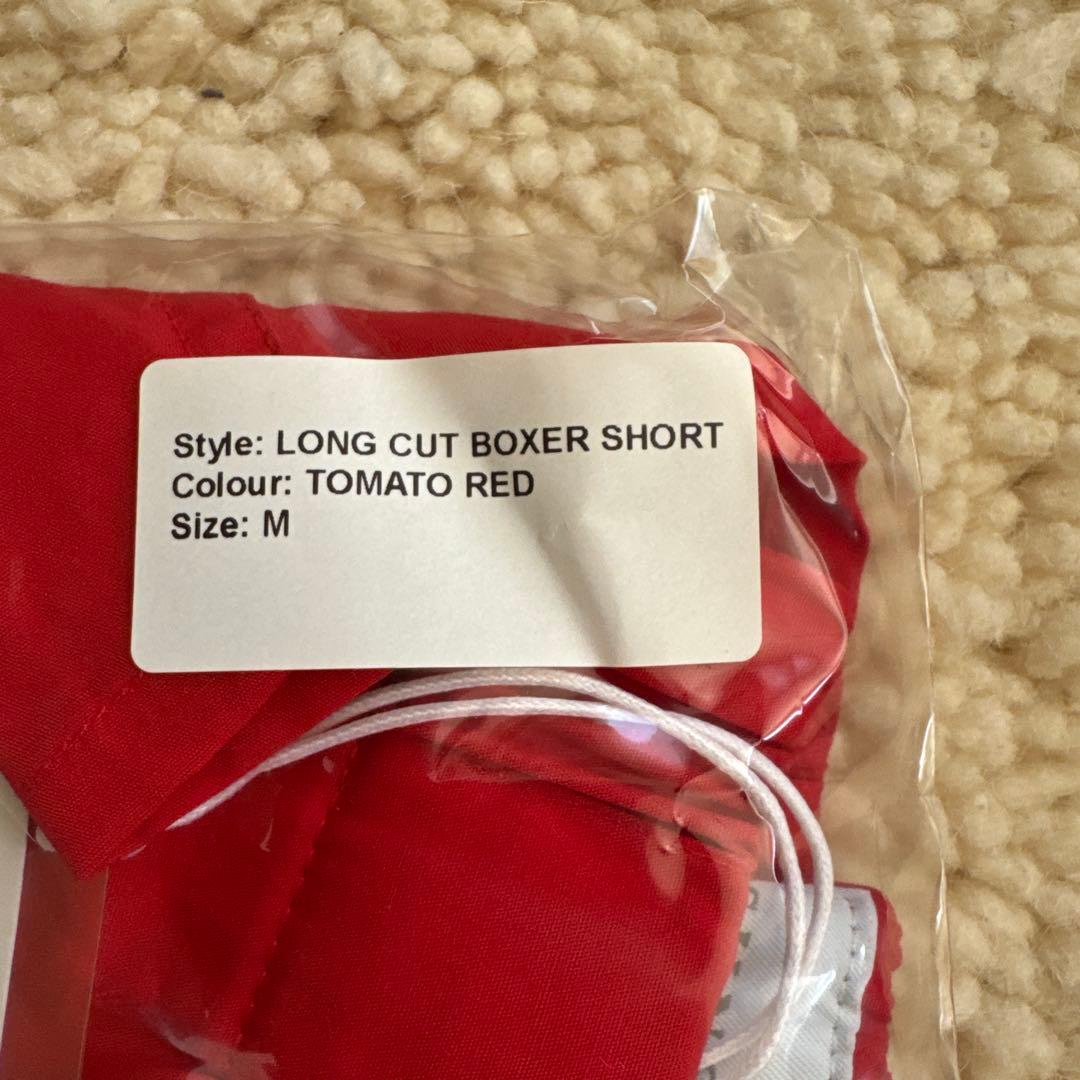 Style: LONG CUT BOXER SHORT
Colour: TOMATO RED
Size: M